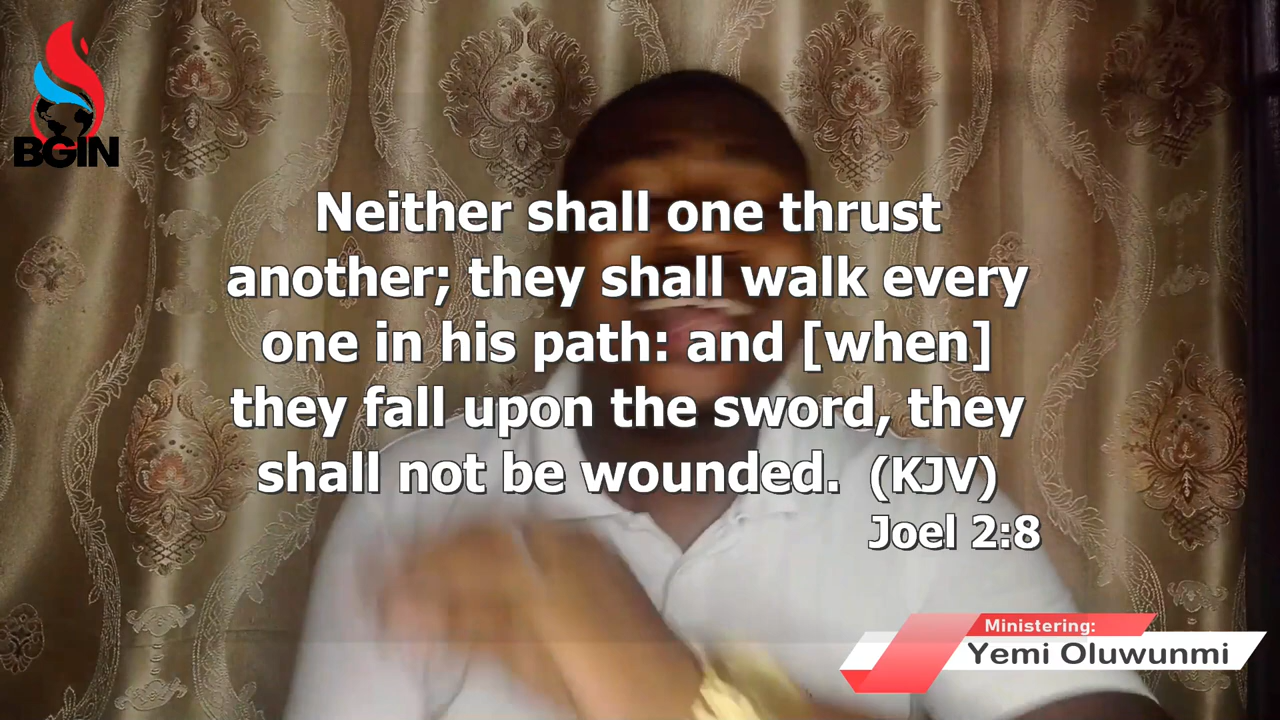 BGIN
Neither shall one thrust
another; they shall walk every
one in his path: and [when]
they fall upon the sword, they
shall not be wounded. (KJV)
Joel 2:8
Ministering:
Yemi Oluwunmi